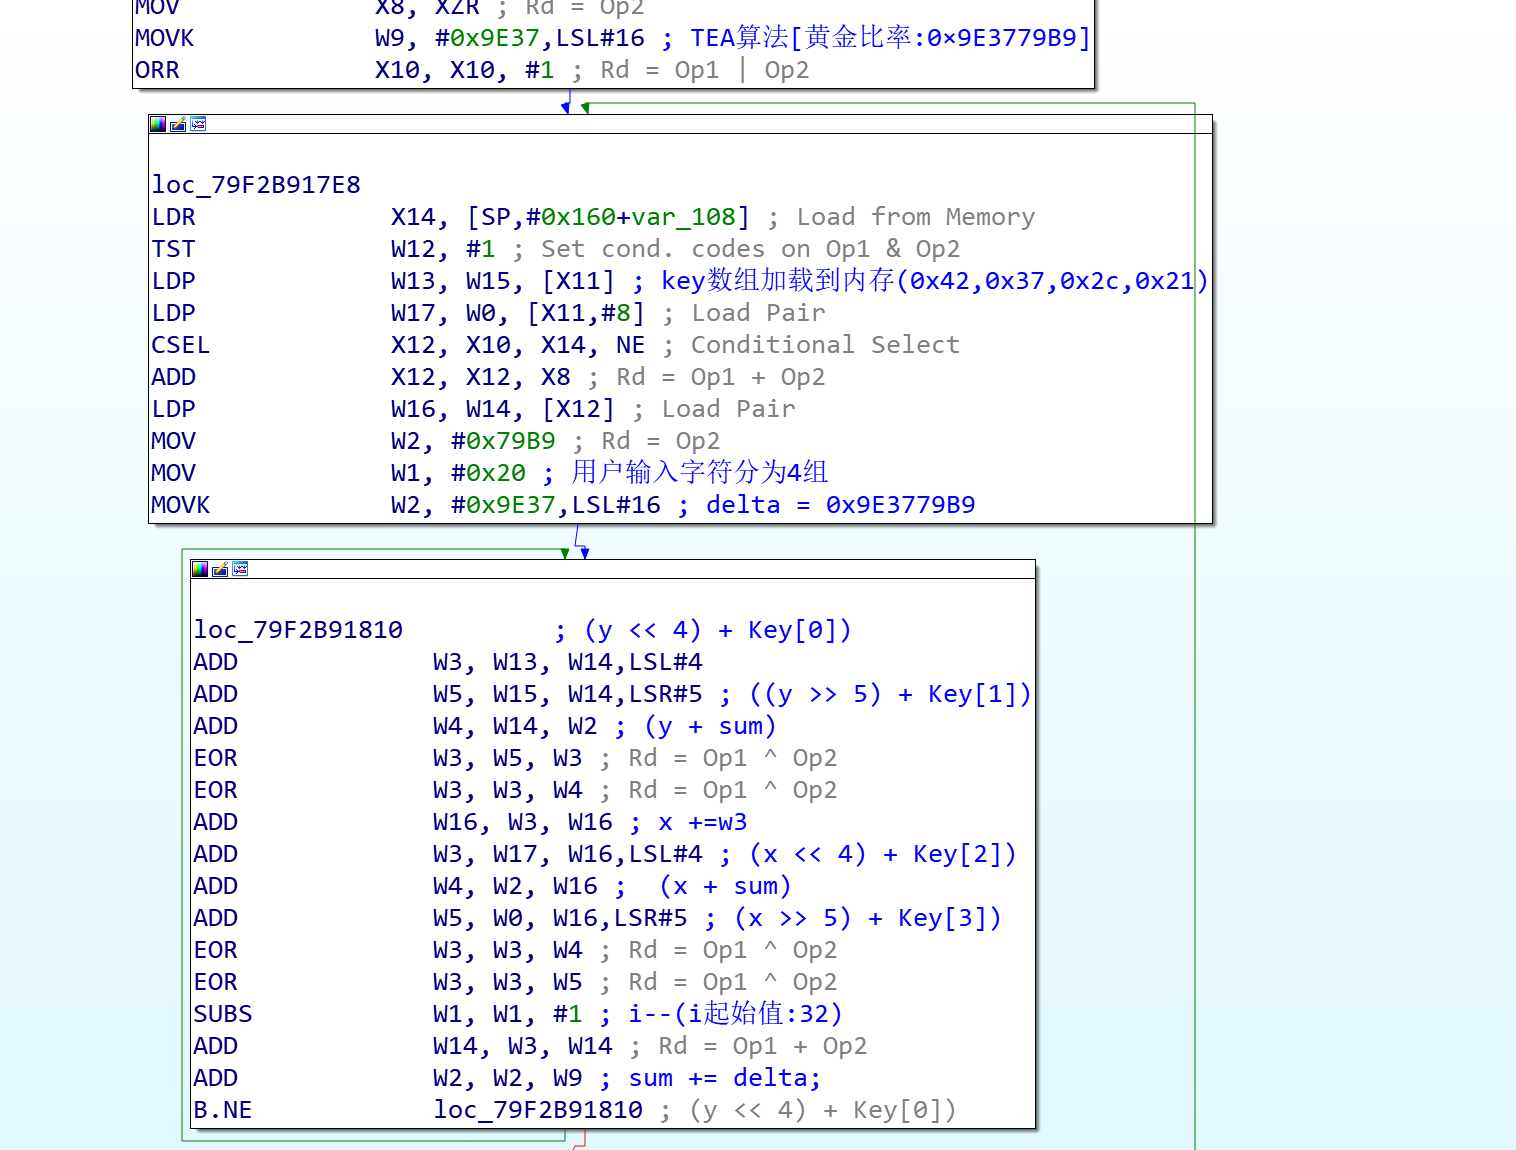 MOV X8, XZR ; Rd = Op2
MOVK W9, #0x9E37,LSL#16 ; TEA算法[黄金比率:0×9E3779B9]
ORR X10, X10, #1 ; Rd = Op1 | Op2
loc_79F2B917E8
LDR X14, [SP,#0x160+var_108] ; Load from Memory
TST W12, #1 ; Set cond. codes on Op1 & Op2
LDP W13, W15, [X11] ; key数组加载到内存(0x42,0x37,0x2c,0x21)
LDP W17, W0, [X11,#8] ; Load Pair
CSEL X12, X10, X14, NE ; Conditional Select
ADD X12, X12, X8 ; Rd = Op1 + Op2
LDP W16, W14, [X12] ; Load Pair
MOV W2, #0x79B9 ; Rd = Op2
MOV W1, #0x20 ; 用户输入字符分为4组
MOVK W2, #0x9E37,LSL#16 ; delta = 0x9E3779B9
loc_79F2B91810 ; (y << 4) + Key[0])
ADD W3, W13, W14,LSL#4
ADD W5, W15, W14,LSR#5 ; ((y >> 5) + Key[1])
ADD W4, W14, W2 ; (y + sum)
EOR W3, W5, W3 ; Rd = Op1 ^ Op2
EOR W3, W3, W4 ; Rd = Op1 ^ Op2
ADD W16, W3, W16 ; x +=w3
ADD W3, W17, W16,LSL#4 ; (x << 4) + Key[2])
ADD W4, W2, W16 ; (x + sum)
ADD W5, W0, W16,LSR#5 ; (x >> 5) + Key[3])
EOR W3, W3, W4 ; Rd = Op1 ^ Op2
EOR W3, W3, W5 ; Rd = Op1 ^ Op2
SUBS W1, W1, #1 ; i--(i起始值:32)
ADD W14, W3, W14 ; Rd = Op1 + Op2
ADD W2, W2, W9 ; sum += delta;
B.NE loc_79F2B91810 ; (y << 4) + Key[0])